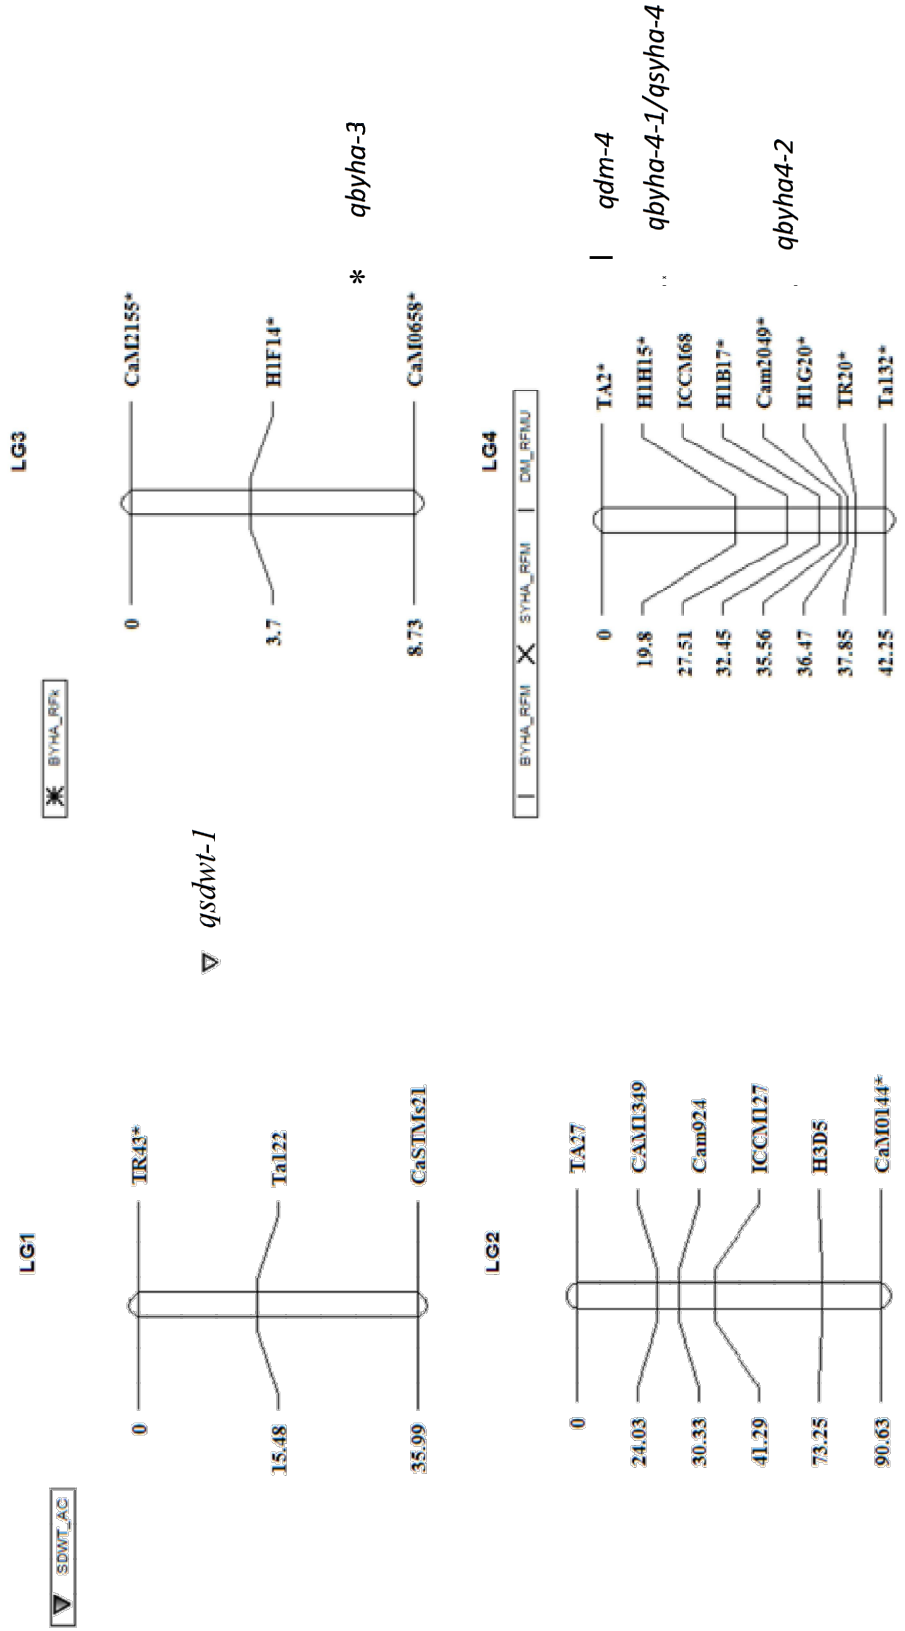 LG1
SDWT_AC
0 TR43*
15.48 Ta122
35.99 CaSTMs21
qsdwt-1
LG3
BYHA_RFk
0 CaM2155*
3.7 H1F14*
8.73 CaM0658*
* qbyha-3
LG2
0 TA27
24.03 CAM1349
30.33 Cam924
41.29 ICCM127
73.25 H3D5
90.63 CaM0144*
LG4
| BYHA_RFM X SYHA_RFM | DM_RFMU
0 TA2*
19.8 H1H15*
27.51 ICCM68
32.45 H1B17*
35.56 Cam2049*
36.47 H1G20*
37.85 TR20*
42.25 Ta132*
| qdm-4
qbyha-4-1/qsyha-4
qbyha4-2